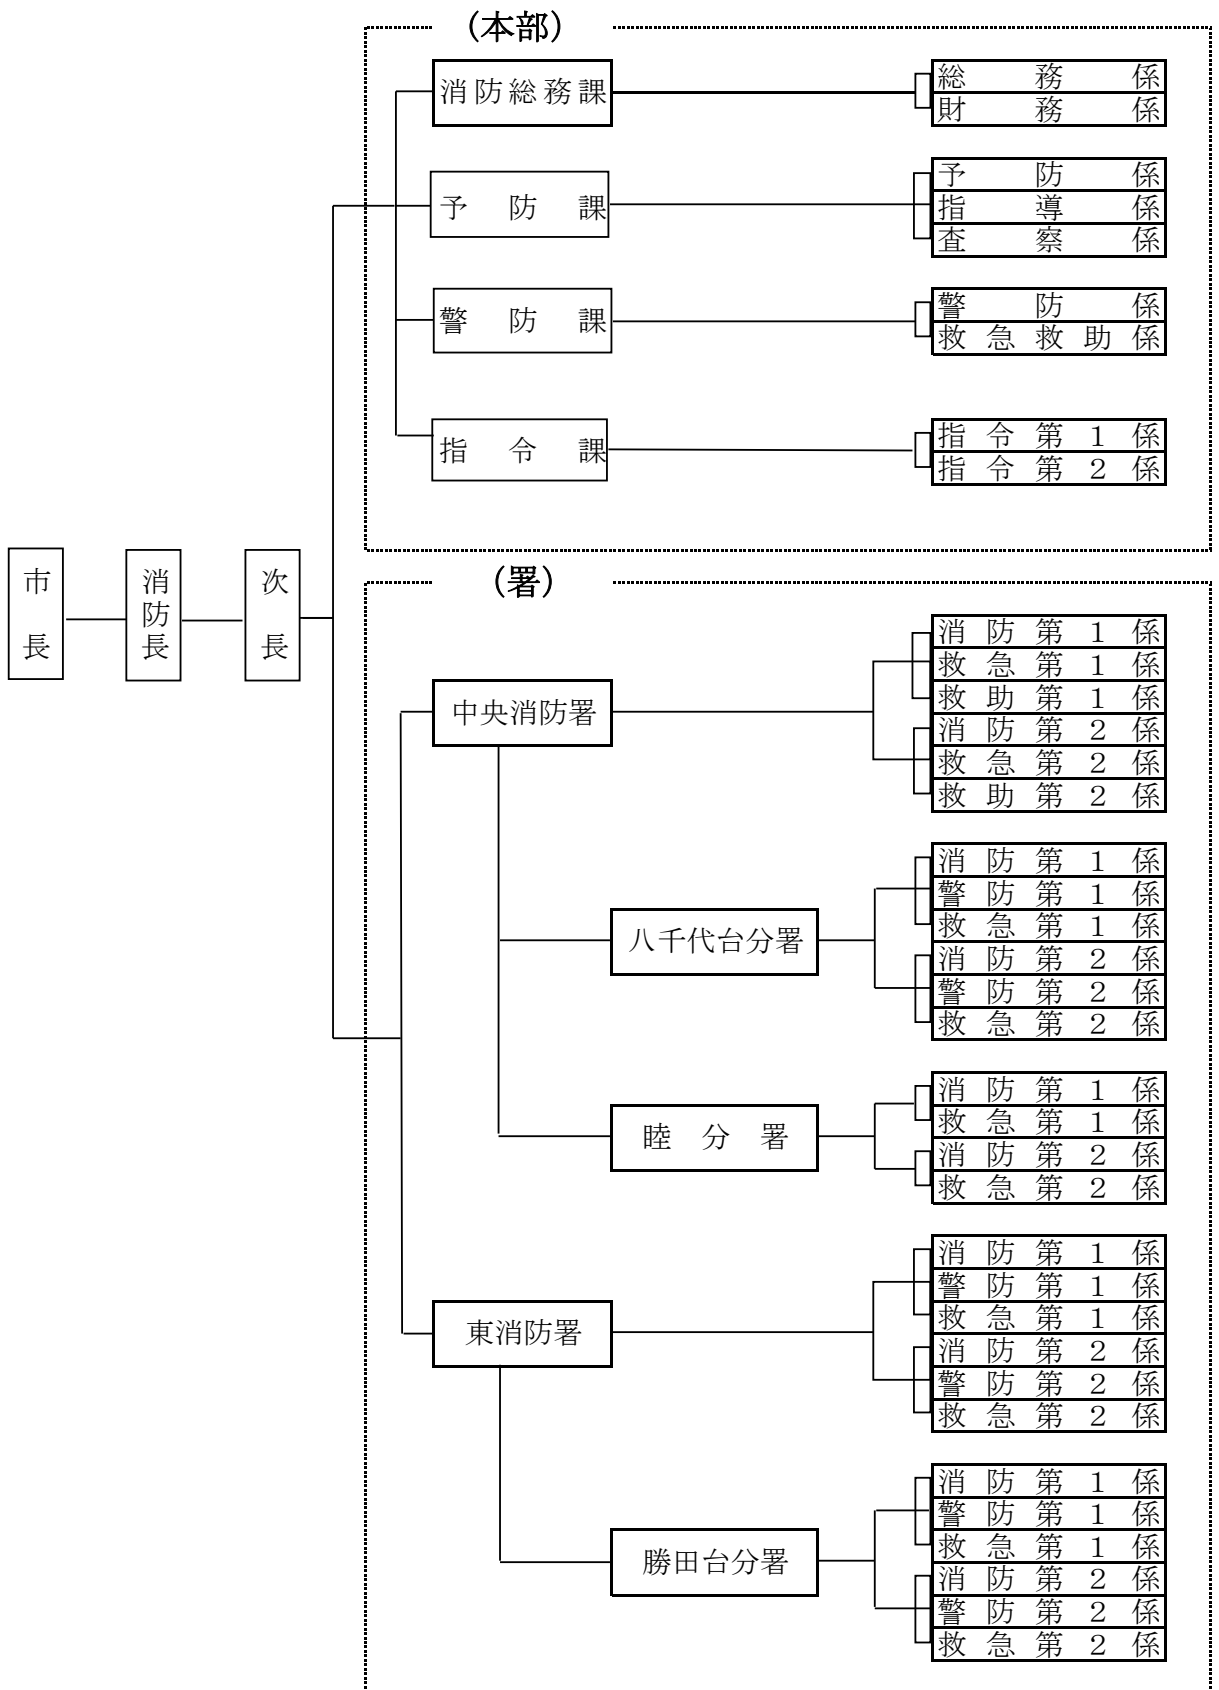 (本部)
消防総務課
総務係
財務係
予防課
予防係
指導係
査察係
警防課
警防係
救急救助係
指令課
指令第１係
指令第２係
市長
消防長
次長
(署)
中央消防署
消防第１係
救急第１係
救助第１係
消防第２係
救急第２係
救助第２係
八千代台分署
消防第１係
警防第１係
救急第１係
消防第２係
警防第２係
救急第２係
睦分署
消防第１係
救急第１係
消防第２係
救急第２係
東消防署
消防第１係
警防第１係
救急第１係
消防第２係
警防第２係
救急第２係
勝田台分署
消防第１係
警防第１係
救急第１係
消防第２係
警防第２係
救急第２係